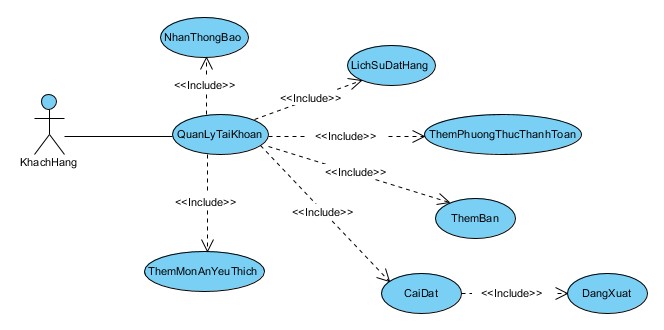 NhanThongBao
LichSuDatHang
<<Include>>
<<Include>>
QuanLyTaiKhoan
<<Include>>
ThemPhuongThucThanhToan
KhachHang
<<Include>>
<<Include>>
<<Include>>
ThemBan
ThemMonAnYeuThich
CaiDat
<<Include>>
DangXuat